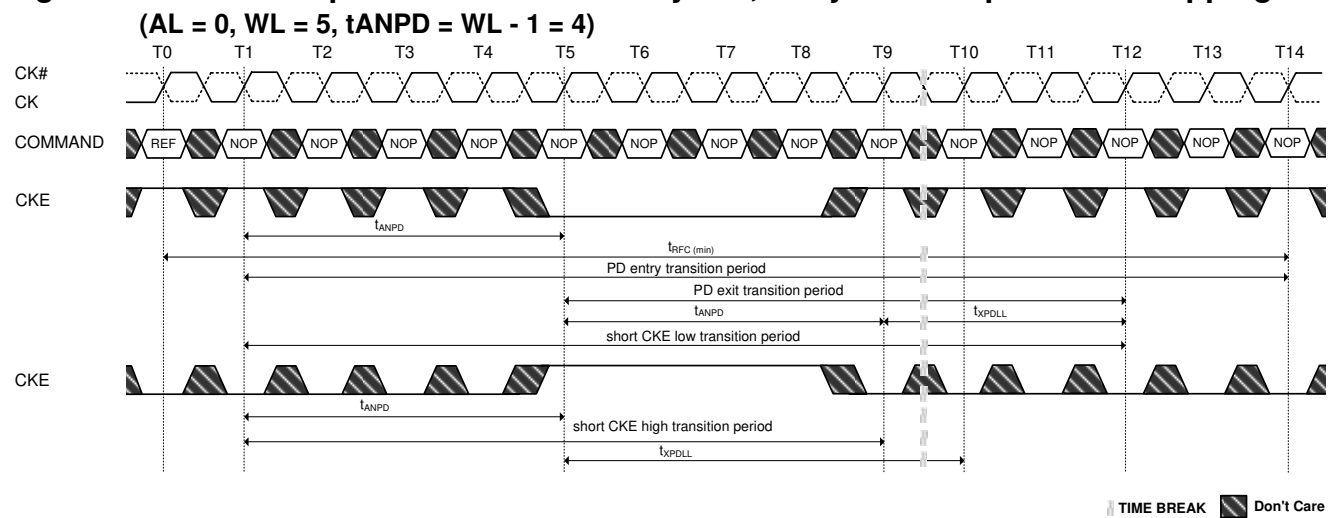 (AL = 0, WL = 5, tANPD = WL - 1 = 4)
T0 T1 T2 T3 T4 T5 T6 T7 T8 T9 T10 T11 T12 T13 T14
CK#
CK
COMMAND REF NOP NOP NOP NOP NOP NOP NOP NOP NOP NOP NOP NOP NOP NOP
CKE
tANPD
tRFC (min)
PD entry transition period
PD exit transition period
tANPD tXPDLL
short CKE low transition period
CKE
tANPD
short CKE high transition period
tXPDLL
TIME BREAK Don't Care